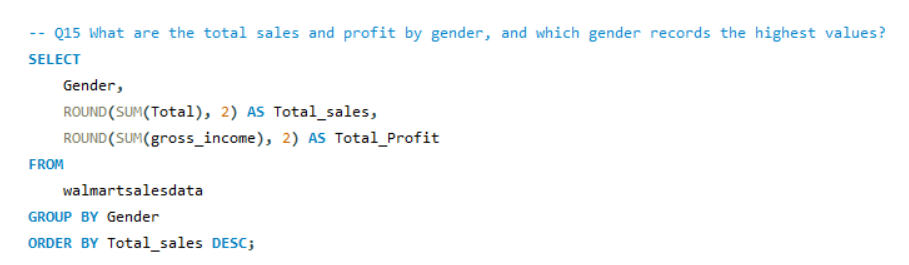 -- Q15 What are the total sales and profit by gender, and which gender records the highest values?
SELECT
Gender,
ROUND(SUM(Total), 2) AS Total_sales,
ROUND(SUM(gross_income), 2) AS Total_Profit
FROM
walmartsalesdata
GROUP BY Gender
ORDER BY Total_sales DESC;